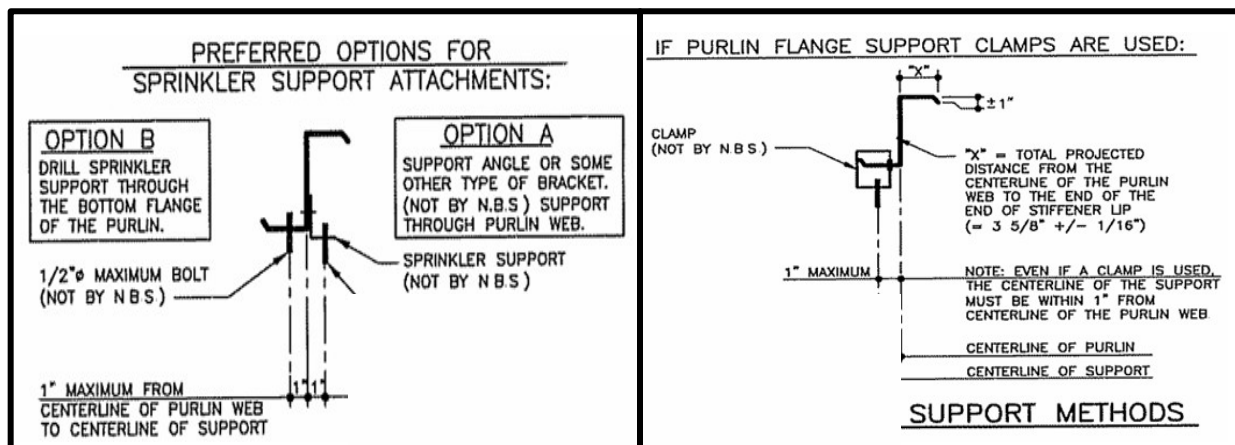 PREFERRED OPTIONS FOR
SPRINKLER SUPPORT ATTACHMENTS:
OPTION B
DRILL SPRINKLER
SUPPORT THROUGH
THE BOTTOM FLANGE
OF THE PURLIN.
OPTION A
SUPPORT ANGLE OR SOME
OTHER TYPE OF BRACKET.
(NOT BY N.B.S) SUPPORT
THROUGH PURLIN WEB.
1/2"ø MAXIMUM BOLT
(NOT BY N.B.S.)
SPRINKLER SUPPORT
(NOT BY N.B.S.)
1" MAXIMUM FROM
CENTERLINE OF PURLIN WEB
TO CENTERLINE OF SUPPORT
1" 1"
IF PURLIN FLANGE SUPPORT CLAMPS ARE USED:
"X"
±1"
CLAMP
(NOT BY N.B.S.)
"X" = TOTAL PROJECTED
DISTANCE FROM THE
CENTERLINE OF THE PURLIN
WEB TO THE END OF THE
END OF STIFFENER LIP
(= 3 5/8" +/- 1/16")
1" MAXIMUM
NOTE: EVEN IF A CLAMP IS USED,
THE CENTERLINE OF THE SUPPORT
MUST BE WITHIN 1" FROM
CENTERLINE OF THE PURLIN WEB.
CENTERLINE OF PURLIN
CENTERLINE OF SUPPORT
SUPPORT METHODS